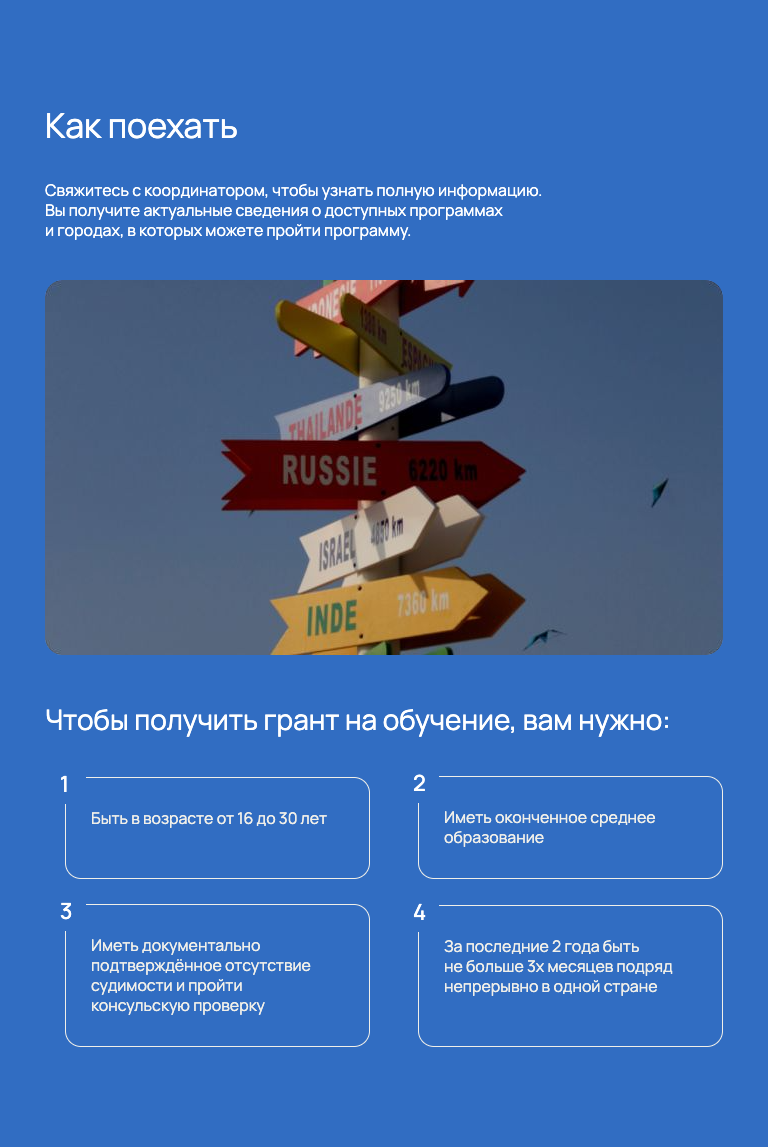 Как поехать
Свяжитесь с координатором, чтобы узнать полную информацию.
Вы получите актуальные сведения о доступных программах
и городах, в которых можете пройти программу.
1380 km
THAILANDE 9250 km
RUSSIE 6220 km
ISRAEL 4850 km
INDE 7360 km
Чтобы получить грант на обучение, вам нужно:
1
Быть в возрасте от 16 до 30 лет
2
Иметь оконченное среднее
образование
3
Иметь документально
подтверждённое отсутствие
судимости и пройти
консульскую проверку
4
За последние 2 года быть
не больше 3х месяцев подряд
непрерывно в одной стране